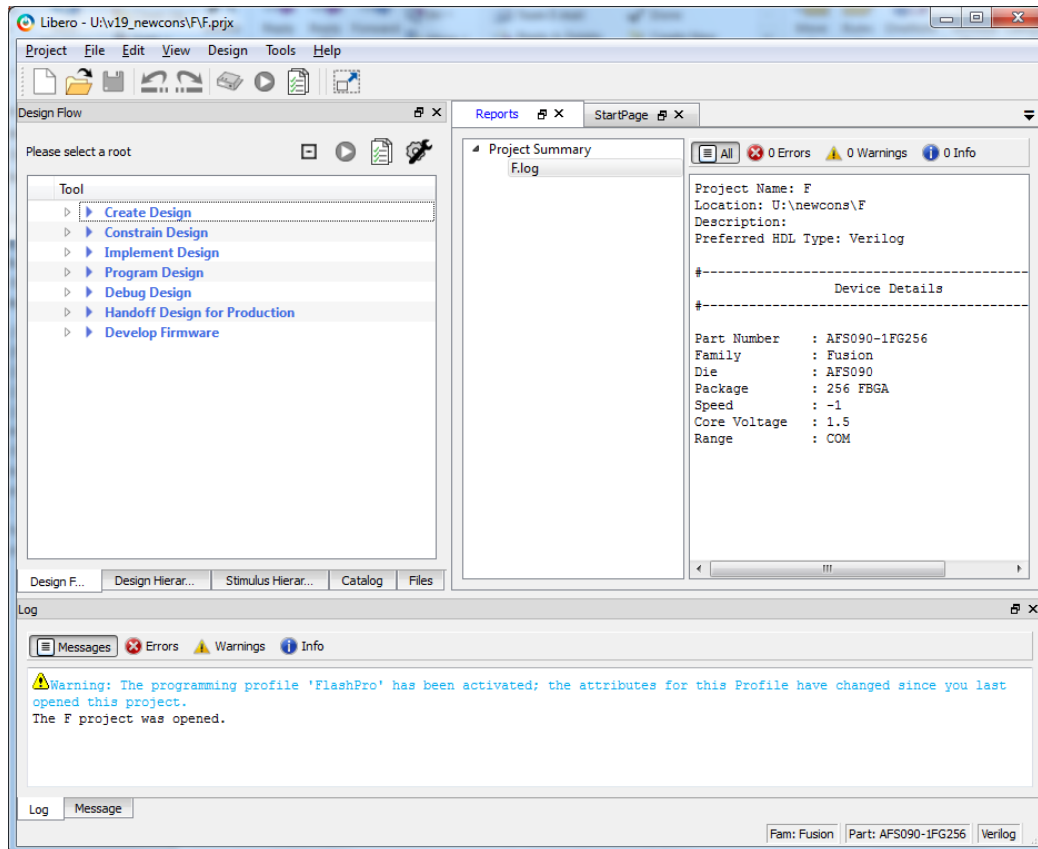 Libero - U:\v19_newcons\F\F.prjx
Project File Edit View Design Tools Help
Design Flow
Please select a root
Tool
Create Design
Constrain Design
Implement Design
Program Design
Debug Design
Handoff Design for Production
Develop Firmware
Design F... Design Hierar... Stimulus Hierar... Catalog Files
Reports StartPage
Project Summary
F.log
All 0 Errors 0 Warnings 0 Info
Project Name: F
Location: U:\newcons\F
Description:
Preferred HDL Type: Verilog
#------------------------------------------
Device Details
#------------------------------------------
Part Number : AFS090-1FG256
Family : Fusion
Die : AFS090
Package : 256 FBGA
Speed : -1
Core Voltage : 1.5
Range : COM
Log
Messages Errors Warnings Info
Warning: The programming profile 'FlashPro' has been activated; the attributes for this Profile have changed since you last
opened this project.
The F project was opened.
Log Message
Fam: Fusion Part: AFS090-1FG256 Verilog